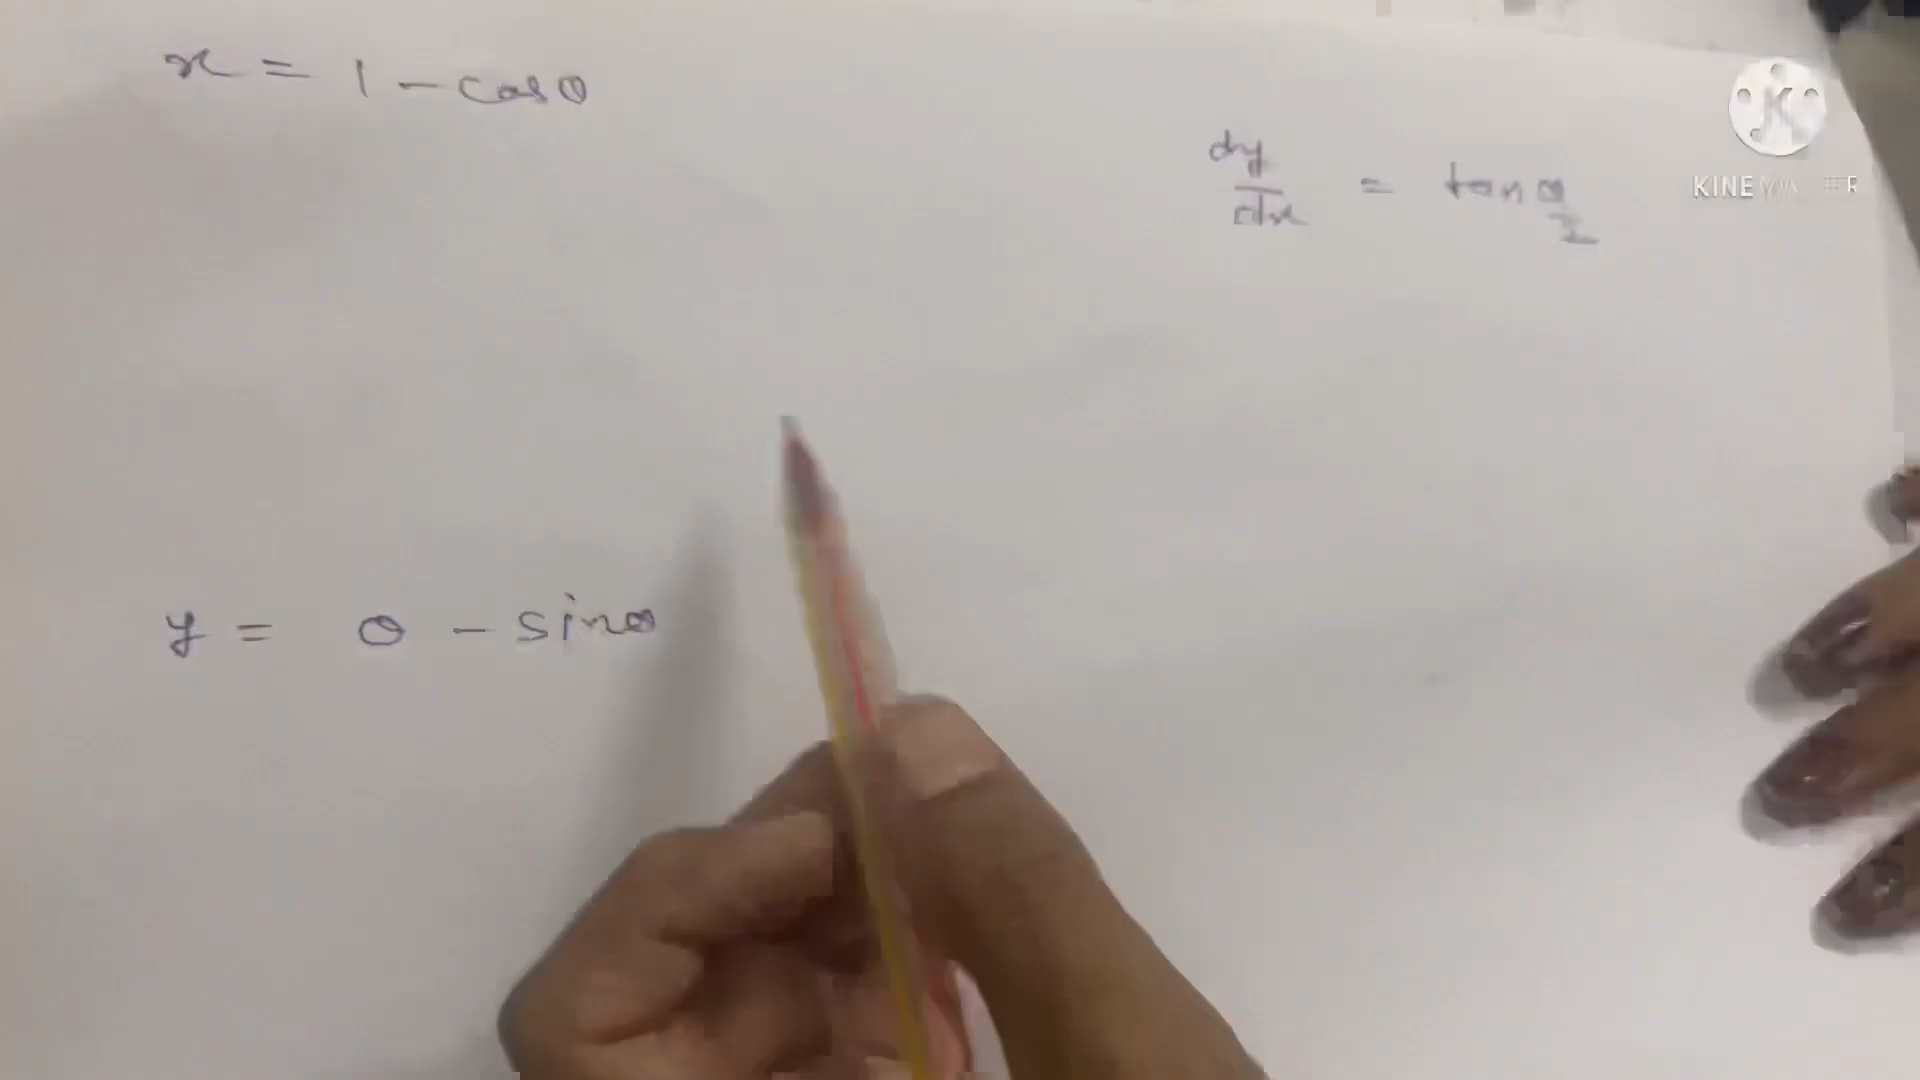 x = 1 - cosθ
dy/dx = tan θ/2
y = θ - sinθ
KINE